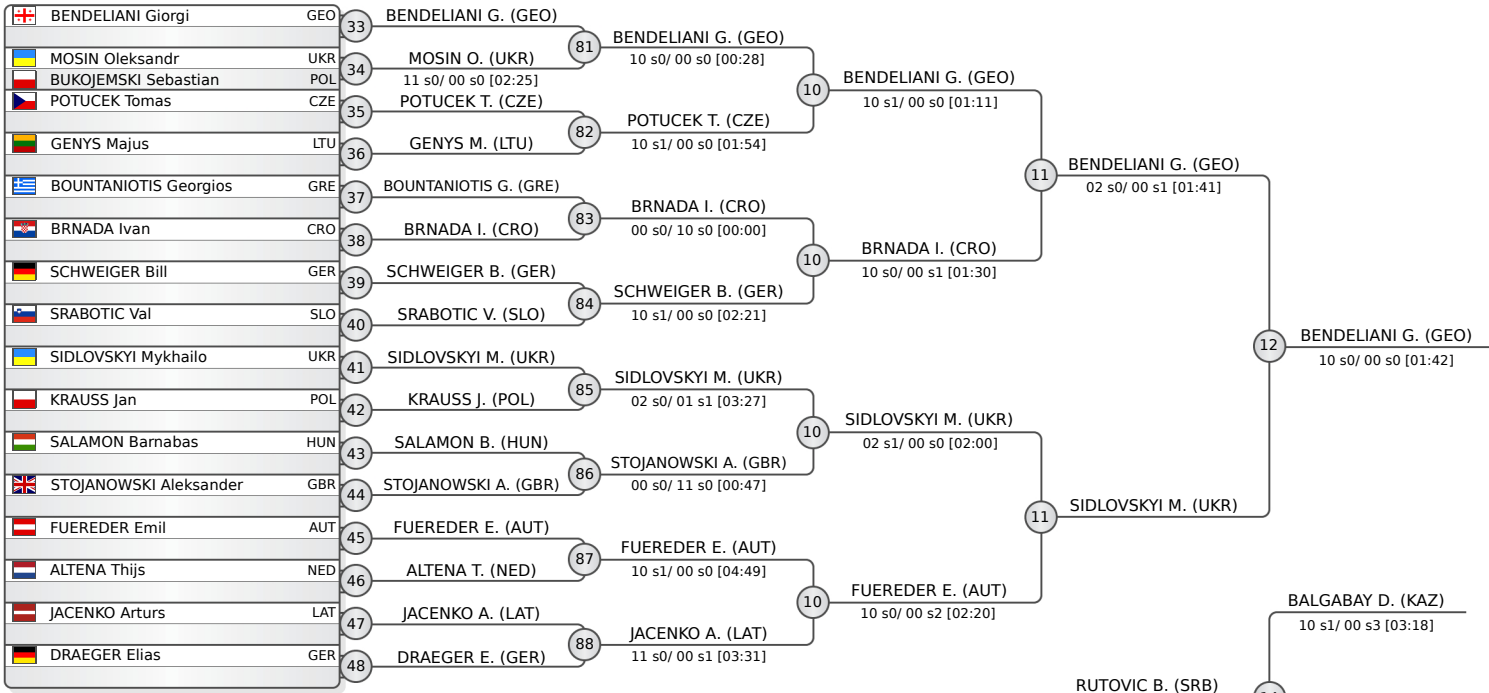 BENDELIANI Giorgi GEO
MOSIN Oleksandr UKR
BUKOJEMSKI Sebastian POL
POTUCEK Tomas CZE
GENYS Majus LTU
BOUNTANIOTIS Georgios GRE
BRNADA Ivan CRO
SCHWEIGER Bill GER
SRABOTIC Val SLO
SIDLOVSKYI Mykhailo UKR
KRAUSS Jan POL
SALAMON Barnabas HUN
STOJANOWSKI Aleksander GBR
FUEREDER Emil AUT
ALTENA Thijs NED
JACENKO Arturs LAT
DRAEGER Elias GER
33
34
35
36
37
38
39
40
41
42
43
44
45
46
47
48
BENDELIANI G. (GEO)
MOSIN O. (UKR)
11 s0/ 00 s0 [02:25]
POTUCEK T. (CZE)
GENYS M. (LTU)
BOUNTANIOTIS G. (GRE)
BRNADA I. (CRO)
SCHWEIGER B. (GER)
SRABOTIC V. (SLO)
SIDLOVSKYI M. (UKR)
KRAUSS J. (POL)
SALAMON B. (HUN)
STOJANOWSKI A. (GBR)
FUEREDER E. (AUT)
ALTENA T. (NED)
JACENKO A. (LAT)
DRAEGER E. (GER)
81
82
83
84
85
86
87
88
BENDELIANI G. (GEO)
10 s0/ 00 s0 [00:28]
POTUCEK T. (CZE)
10 s1/ 00 s0 [01:54]
BRNADA I. (CRO)
00 s0/ 10 s0 [00:00]
SCHWEIGER B. (GER)
10 s1/ 00 s0 [02:21]
SIDLOVSKYI M. (UKR)
02 s0/ 01 s1 [03:27]
STOJANOWSKI A. (GBR)
00 s0/ 11 s0 [00:47]
FUEREDER E. (AUT)
10 s1/ 00 s0 [04:49]
JACENKO A. (LAT)
11 s0/ 00 s1 [03:31]
10
10
10
10
BENDELIANI G. (GEO)
10 s1/ 00 s0 [01:11]
BRNADA I. (CRO)
10 s0/ 00 s1 [01:30]
SIDLOVSKYI M. (UKR)
02 s1/ 00 s0 [02:00]
FUEREDER E. (AUT)
10 s0/ 00 s2 [02:20]
11
11
BENDELIANI G. (GEO)
02 s0/ 00 s1 [01:41]
SIDLOVSKYI M. (UKR)
12
BENDELIANI G. (GEO)
10 s0/ 00 s0 [01:42]
BALGABAY D. (KAZ)
10 s1/ 00 s3 [03:18]
RUTOVIC B. (SRB)